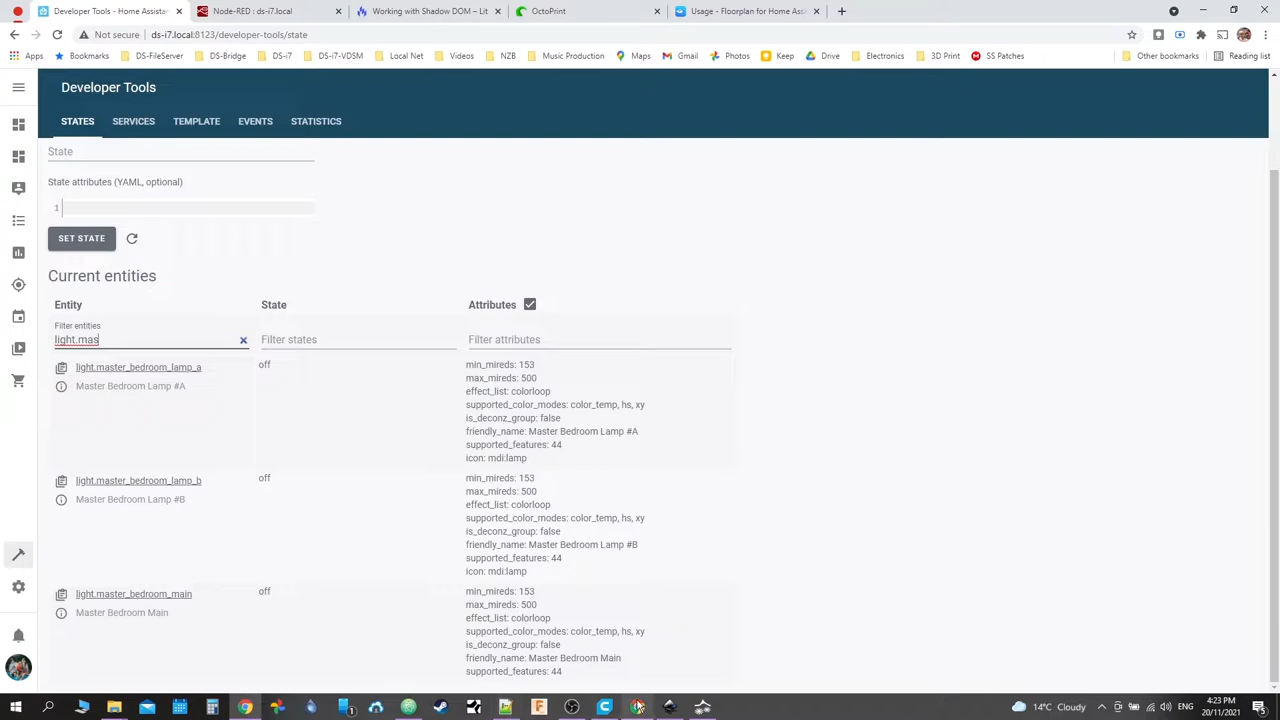 States - Home Assistan
Node-RED: ds-i7.local
Working with Shadow DOM – Lit
OctoPrint
Usage - Floorplan for Home Assi
Not secure
ds-i7.local:8123/developer-tools/state
Apps
Bookmarks
DS-FileServer
DS-Bridge
DS-i7
DS-i7-VDSM
Local Net
Videos
NZB
Music Production
Maps
Gmail
Photos
Keep
Drive
Electronics
3D Print
SS Patches
Other bookmarks
Reading list
Developer Tools
STATES
SERVICES
TEMPLATE
EVENTS
STATISTICS
State
State attributes (YAML, optional)
1
SET STATE
Current entities
Entity
State
Attributes
Filter entities
light.mas
Filter states
Filter attributes
light.master_bedroom_lamp_a
Master Bedroom Lamp #A
off
min_mireds: 153
max_mireds: 500
effect_list: colorloop
supported_color_modes: color_temp, hs, xy
is_deconz_group: false
friendly_name: Master Bedroom Lamp #A
supported_features: 44
icon: mdi:lamp
light.master_bedroom_lamp_b
Master Bedroom Lamp #B
off
min_mireds: 153
max_mireds: 500
effect_list: colorloop
supported_color_modes: color_temp, hs, xy
is_deconz_group: false
friendly_name: Master Bedroom Lamp #B
supported_features: 44
icon: mdi:lamp
light.master_bedroom_main
Master Bedroom Main
off
min_mireds: 153
max_mireds: 500
effect_list: colorloop
supported_color_modes: color_temp, hs, xy
is_deconz_group: false
friendly_name: Master Bedroom Main
supported_features: 44
14°C Cloudy
ENG
4:23 PM
20/11/2021